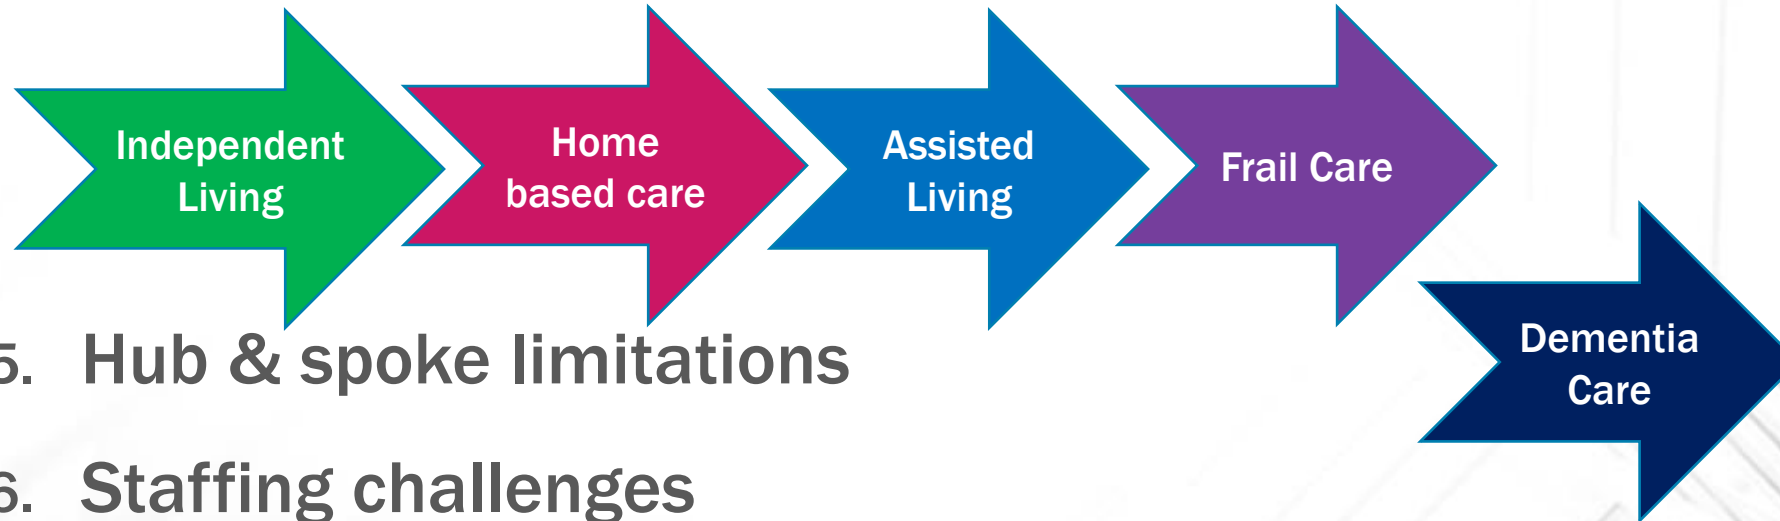 Independent
Living
Home
based care
Assisted
Living
Frail Care
Dementia
Care
5. Hub & spoke limitations
6. Staffing challenges